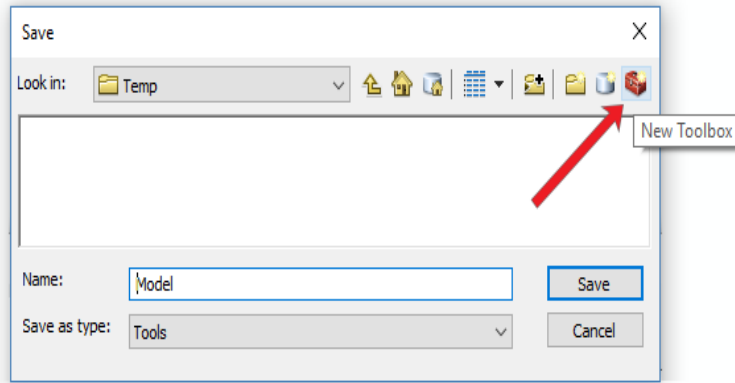 Save
Look in:
Temp
New Toolbox
Name:
Model
Save
Save as type:
Tools
Cancel